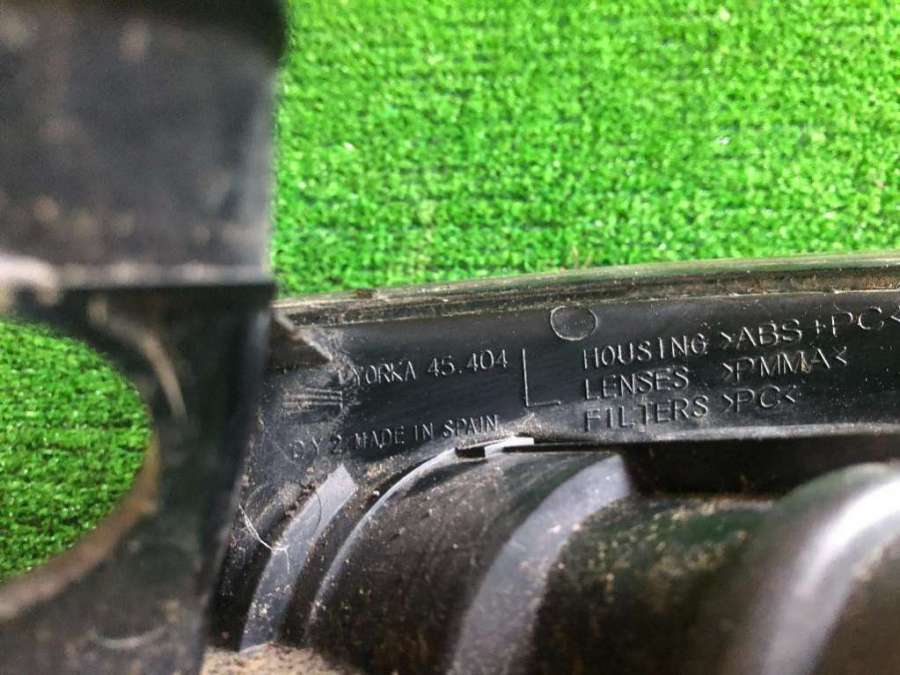 YORKA 45.404
MADE IN SPAIN
L
HOUSING >ABS+PC<
LENSES >PMMA<
FILTERS >PC<